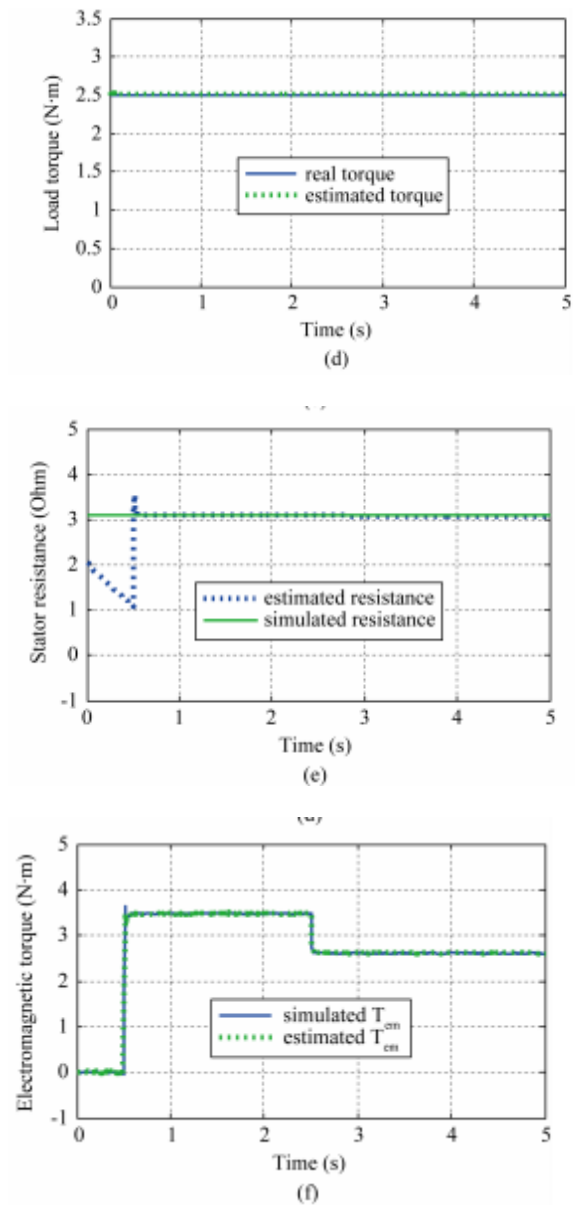 3.5
3
2.5
2
1.5
1
0.5
0
Load torque (N·m)
real torque
estimated torque
0 1 2 3 4 5
Time (s)
(d)
5
4
3
2
1
0
-1
Stator resistance (Ohm)
estimated resistance
simulated resistance
0 1 2 3 4 5
Time (s)
(e)
5
4
3
2
1
0
-1
Electromagnetic torque (N·m)
simulated T_em
estimated T_em
0 1 2 3 4 5
Time (s)
(f)